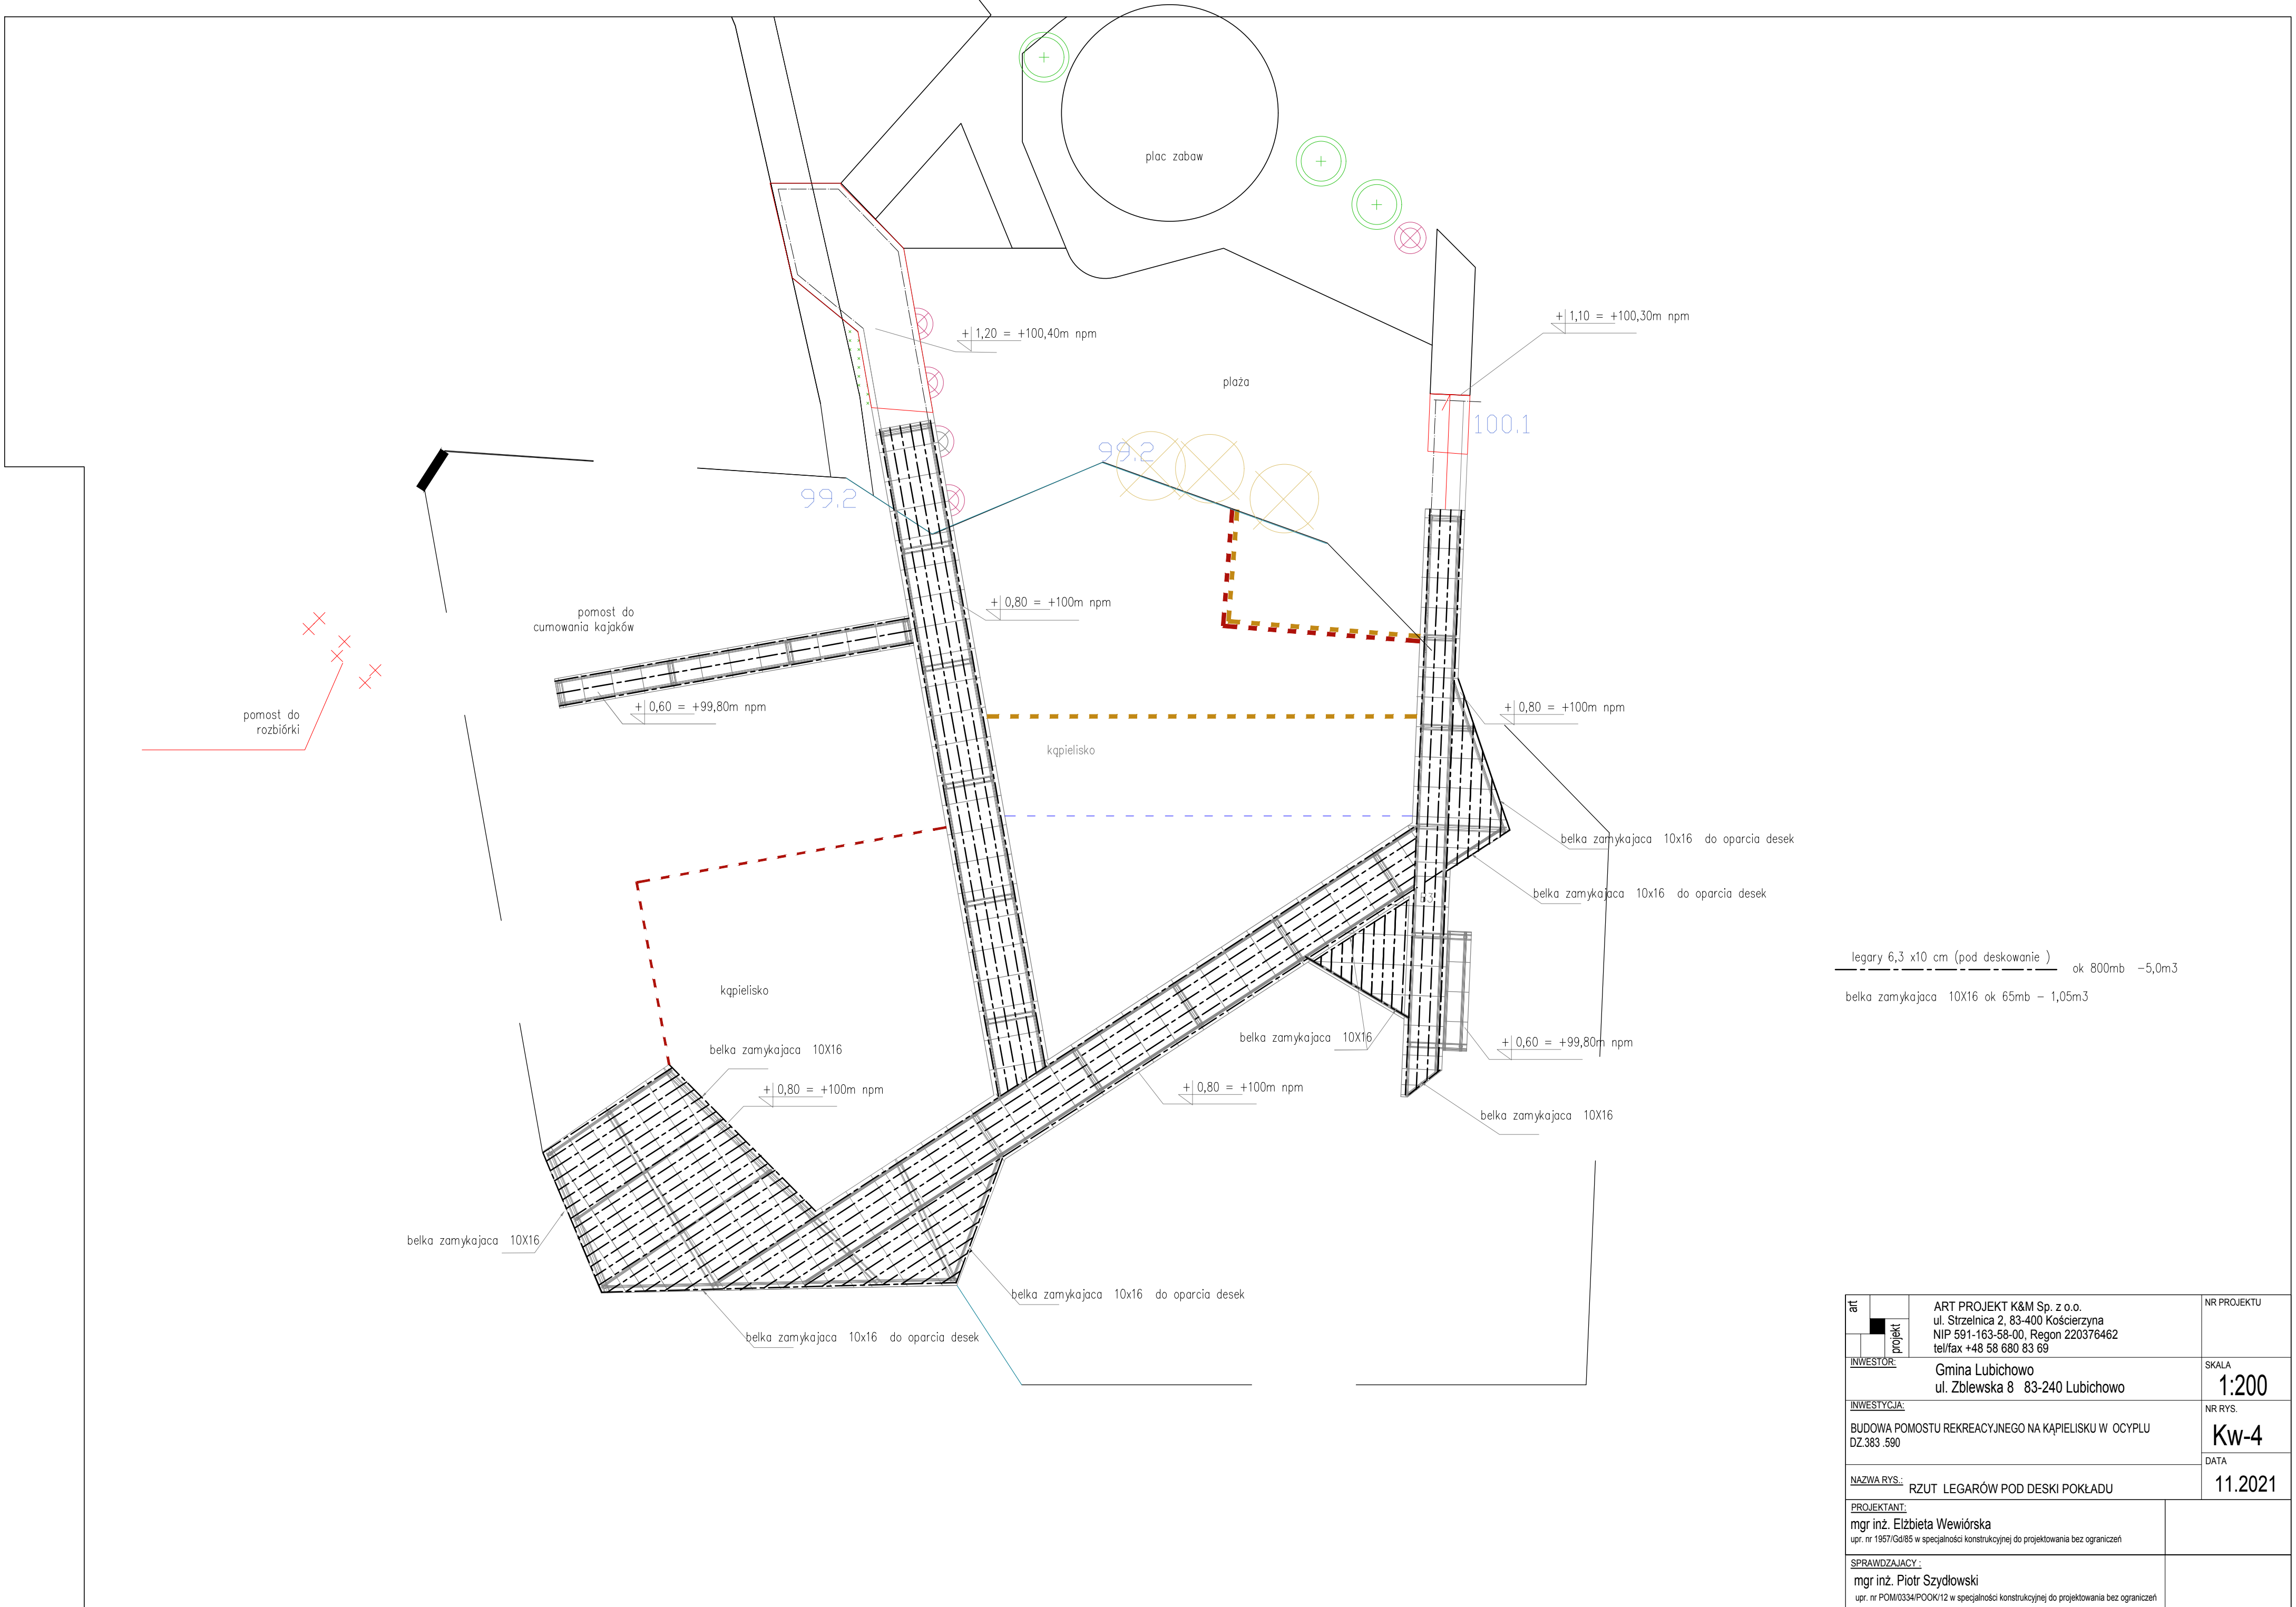 plac zabaw
+ 1,20 = +100,40m npm
+ 1,10 = +100,30m npm
plaża
100.1
99.2
99.2
pomost do
cumowania kajaków
+ 0,80 = +100m npm
+ 0,60 = +99,80m npm
+ 0,80 = +100m npm
pomost do
rozbiórki
kąpielisko
belka zamykajaca 10x16 do oparcia desek
belka zamykajaca 10x16 do oparcia desek
legary 6,3 x10 cm (pod deskowanie ) ok 800mb -5,0m3
belka zamykajaca 10X16 ok 65mb - 1,05m3
kąpielisko
belka zamykajaca 10X16
belka zamykajaca 10X16
+ 0,60 = +99,80m npm
+ 0,80 = +100m npm
+ 0,80 = +100m npm
belka zamykajaca 10X16
belka zamykajaca 10X16
belka zamykajaca 10x16 do oparcia desek
belka zamykajaca 10x16 do oparcia desek
art
projekt
ART PROJEKT K&M Sp. z o.o.
ul. Strzelnica 2, 83-400 Kościerzyna
NIP 591-163-58-00, Regon 220376462
tel/fax +48 58 680 83 69
NR PROJEKTU
INWESTOR:
Gmina Lubichowo
ul. Zblewska 8 83-240 Lubichowo
SKALA
1:200
INWESTYCJA:
BUDOWA POMOSTU REKREACYJNEGO NA KĄPIELISKU W OCYPLU
DZ.383 .590
NR RYS.
Kw-4
DATA
11.2021
NAZWA RYS.: RZUT LEGARÓW POD DESKI POKŁADU
PROJEKTANT:
mgr inż. Elżbieta Wewiórska
upr. nr 1957/Gd/85 w specjalności konstrukcyjnej do projektowania bez ograniczeń
SPRAWDZAJACY :
mgr inż. Piotr Szydłowski
upr. nr POM/0334/POOK/12 w specjalności konstrukcyjnej do projektowania bez ograniczeń